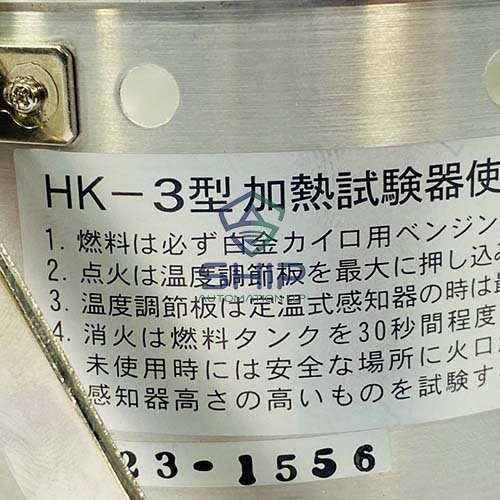 HK-3型 加熱試験器使
1. 燃料は必ず白金カイロ用ベンジン
2. 点火は温度調節板を最大に押し込み
3. 温度調節板は定温式感知器の時は最
4. 消火は燃料タンクを30秒間程度
未使用時には安全な場所に火口
感知器高さの高いものを試験す
23-1556
SHIP
AUTOMATION